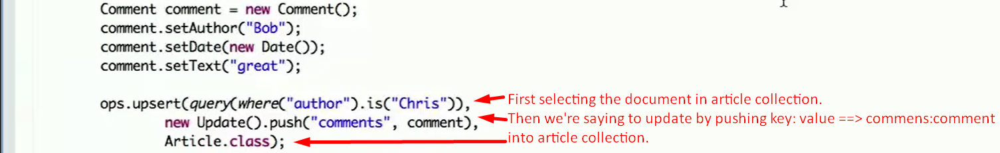 Comment comment = new Comment();
comment.setAuthor("Bob");
comment.setDate(new Date());
comment.setText("great");
ops.upsert(query(where("author").is("Chris")), First selecting the document in article collection.
new Update().push("comments", comment), Then we're saying to update by pushing key: value ==> commens:comment
Article.class); into article collection.